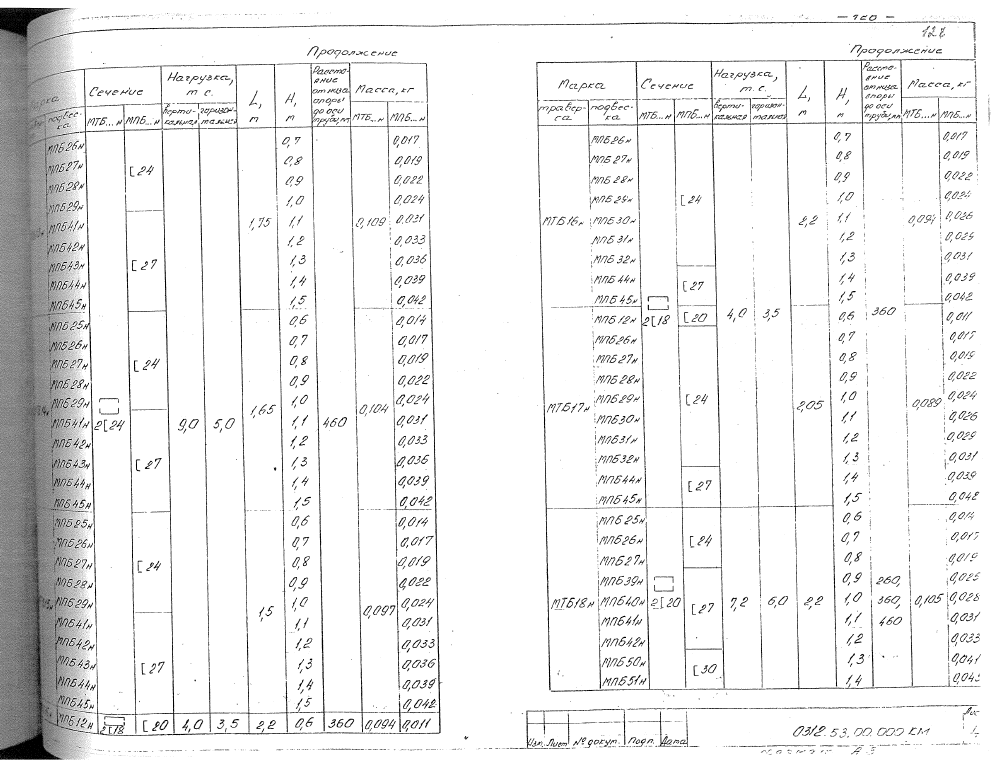 - 120 -
128
Продолжение
Марка Сечение Нагрузка, т.с. L, m H, m Расстояние от низа опоры до оси трубы, мм Масса, кг
подвеска МТБ...н МПБ...н вертикальная горизонтальная МТБ...н МПБ...н
МПБ26н 0,7 0,017
МПБ27н [24 0,8 0,019
МПБ28н 0,9 0,022
МПБ29н 1,0 0,024
МПБ41н 1,75 1,1 0,109 0,031
МПБ42н 1,2 0,033
МПБ43н [27 1,3 0,036
МПБ44н 1,4 0,039
МПБ45н 1,5 0,042
МПБ25н 0,6 0,014
МПБ26н 0,7 0,017
МПБ27н [24 0,8 0,019
МПБ28н 0,9 0,022
МПБ29н 1,65 1,0 0,104 0,024
МПБ41н 2[24 9,0 5,0 1,1 460 0,031
МПБ42н 1,2 0,033
МПБ43н [27 1,3 0,036
МПБ44н 1,4 0,039
МПБ45н 1,5 0,042
МПБ25н 0,6 0,014
МПБ26н 0,7 0,017
МПБ27н [24 0,8 0,019
МПБ28н 0,9 0,022
МПБ29н 1,5 1,0 0,097 0,024
МПБ41н 1,1 0,031
МПБ42н 1,2 0,033
МПБ43н [27 1,3 0,036
МПБ44н 1,4 0,039
МПБ45н 1,5 0,042
МПБ12н 2[18 [20 4,0 3,5 2,2 0,6 360 0,094 0,011
Продолжение
Марка Сечение Нагрузка, т.с. L, m H, m Расстояние от низа опоры до оси трубы, мм Масса, кг
траверса подвеска МТБ...н МПБ...н вертикальная горизонтальная МТБ...н МПБ...н
МПБ26н 0,7 0,017
МПБ27н 0,8 0,019
МПБ28н 0,9 0,022
МПБ29н [24 1,0 0,024
МТБ16н МПБ30н 2,2 1,1 0,094 0,026
МПБ31н 1,2 0,029
МПБ32н 1,3 0,031
МПБ44н [27 1,4 0,039
МПБ45н 1,5 0,042
МПБ12н 2[18 [20 4,0 3,5 0,6 360 0,011
МПБ26н 0,7 0,017
МПБ27н 0,8 0,019
МПБ28н 0,9 0,022
МТБ17н МПБ29н [24 2,05 1,0 0,089 0,024
МПБ30н 1,1 0,026
МПБ31н 1,2 0,029
МПБ32н 1,3 0,031
МПБ44н [27 1,4 0,039
МПБ45н 1,5 0,042
МПБ25н 0,6 0,014
МПБ26н [24 0,7 0,017
МПБ27н 0,8 0,019
МПБ39н 0,9 260, 0,025
МТБ18н МПБ40н 2[20 [27 7,2 6,0 2,2 1,0 360, 0,105 0,028
МПБ41н 1,1 460 0,031
МПБ42н 1,2 0,033
МПБ50н [30 1,3 0,041
МПБ51н 1,4 0,045
Изм. Лист № докум. Подп. Дата
0312.53.00.000 КМ